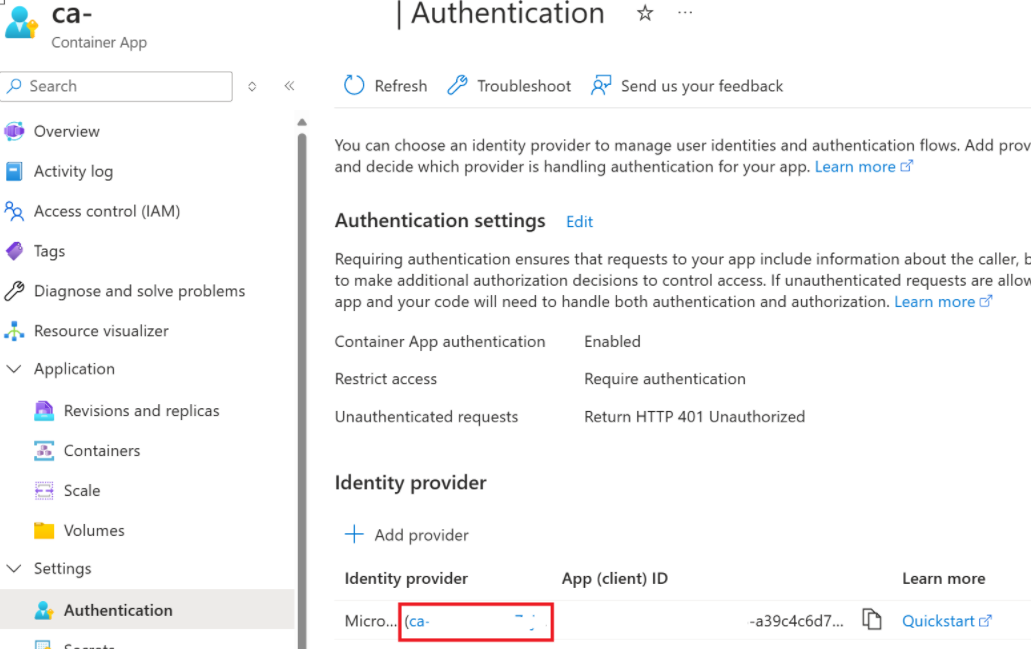 ca-
Container App
| Authentication
...
Search
Overview
Activity log
Access control (IAM)
Tags
Diagnose and solve problems
Resource visualizer
Application
Revisions and replicas
Containers
Scale
Volumes
Settings
Authentication
Refresh
Troubleshoot
Send us your feedback
You can choose an identity provider to manage user identities and authentication flows. Add prov
and decide which provider is handling authentication for your app. Learn more
Authentication settings Edit
Requiring authentication ensures that requests to your app include information about the caller, b
to make additional authorization decisions to control access. If unauthenticated requests are allow
app and your code will need to handle both authentication and authorization. Learn more
Container App authentication Enabled
Restrict access Require authentication
Unauthenticated requests Return HTTP 401 Unauthorized
Identity provider
Add provider
Identity provider App (client) ID Learn more
Micro... (ca- -a39c4c6d7... Quickstart